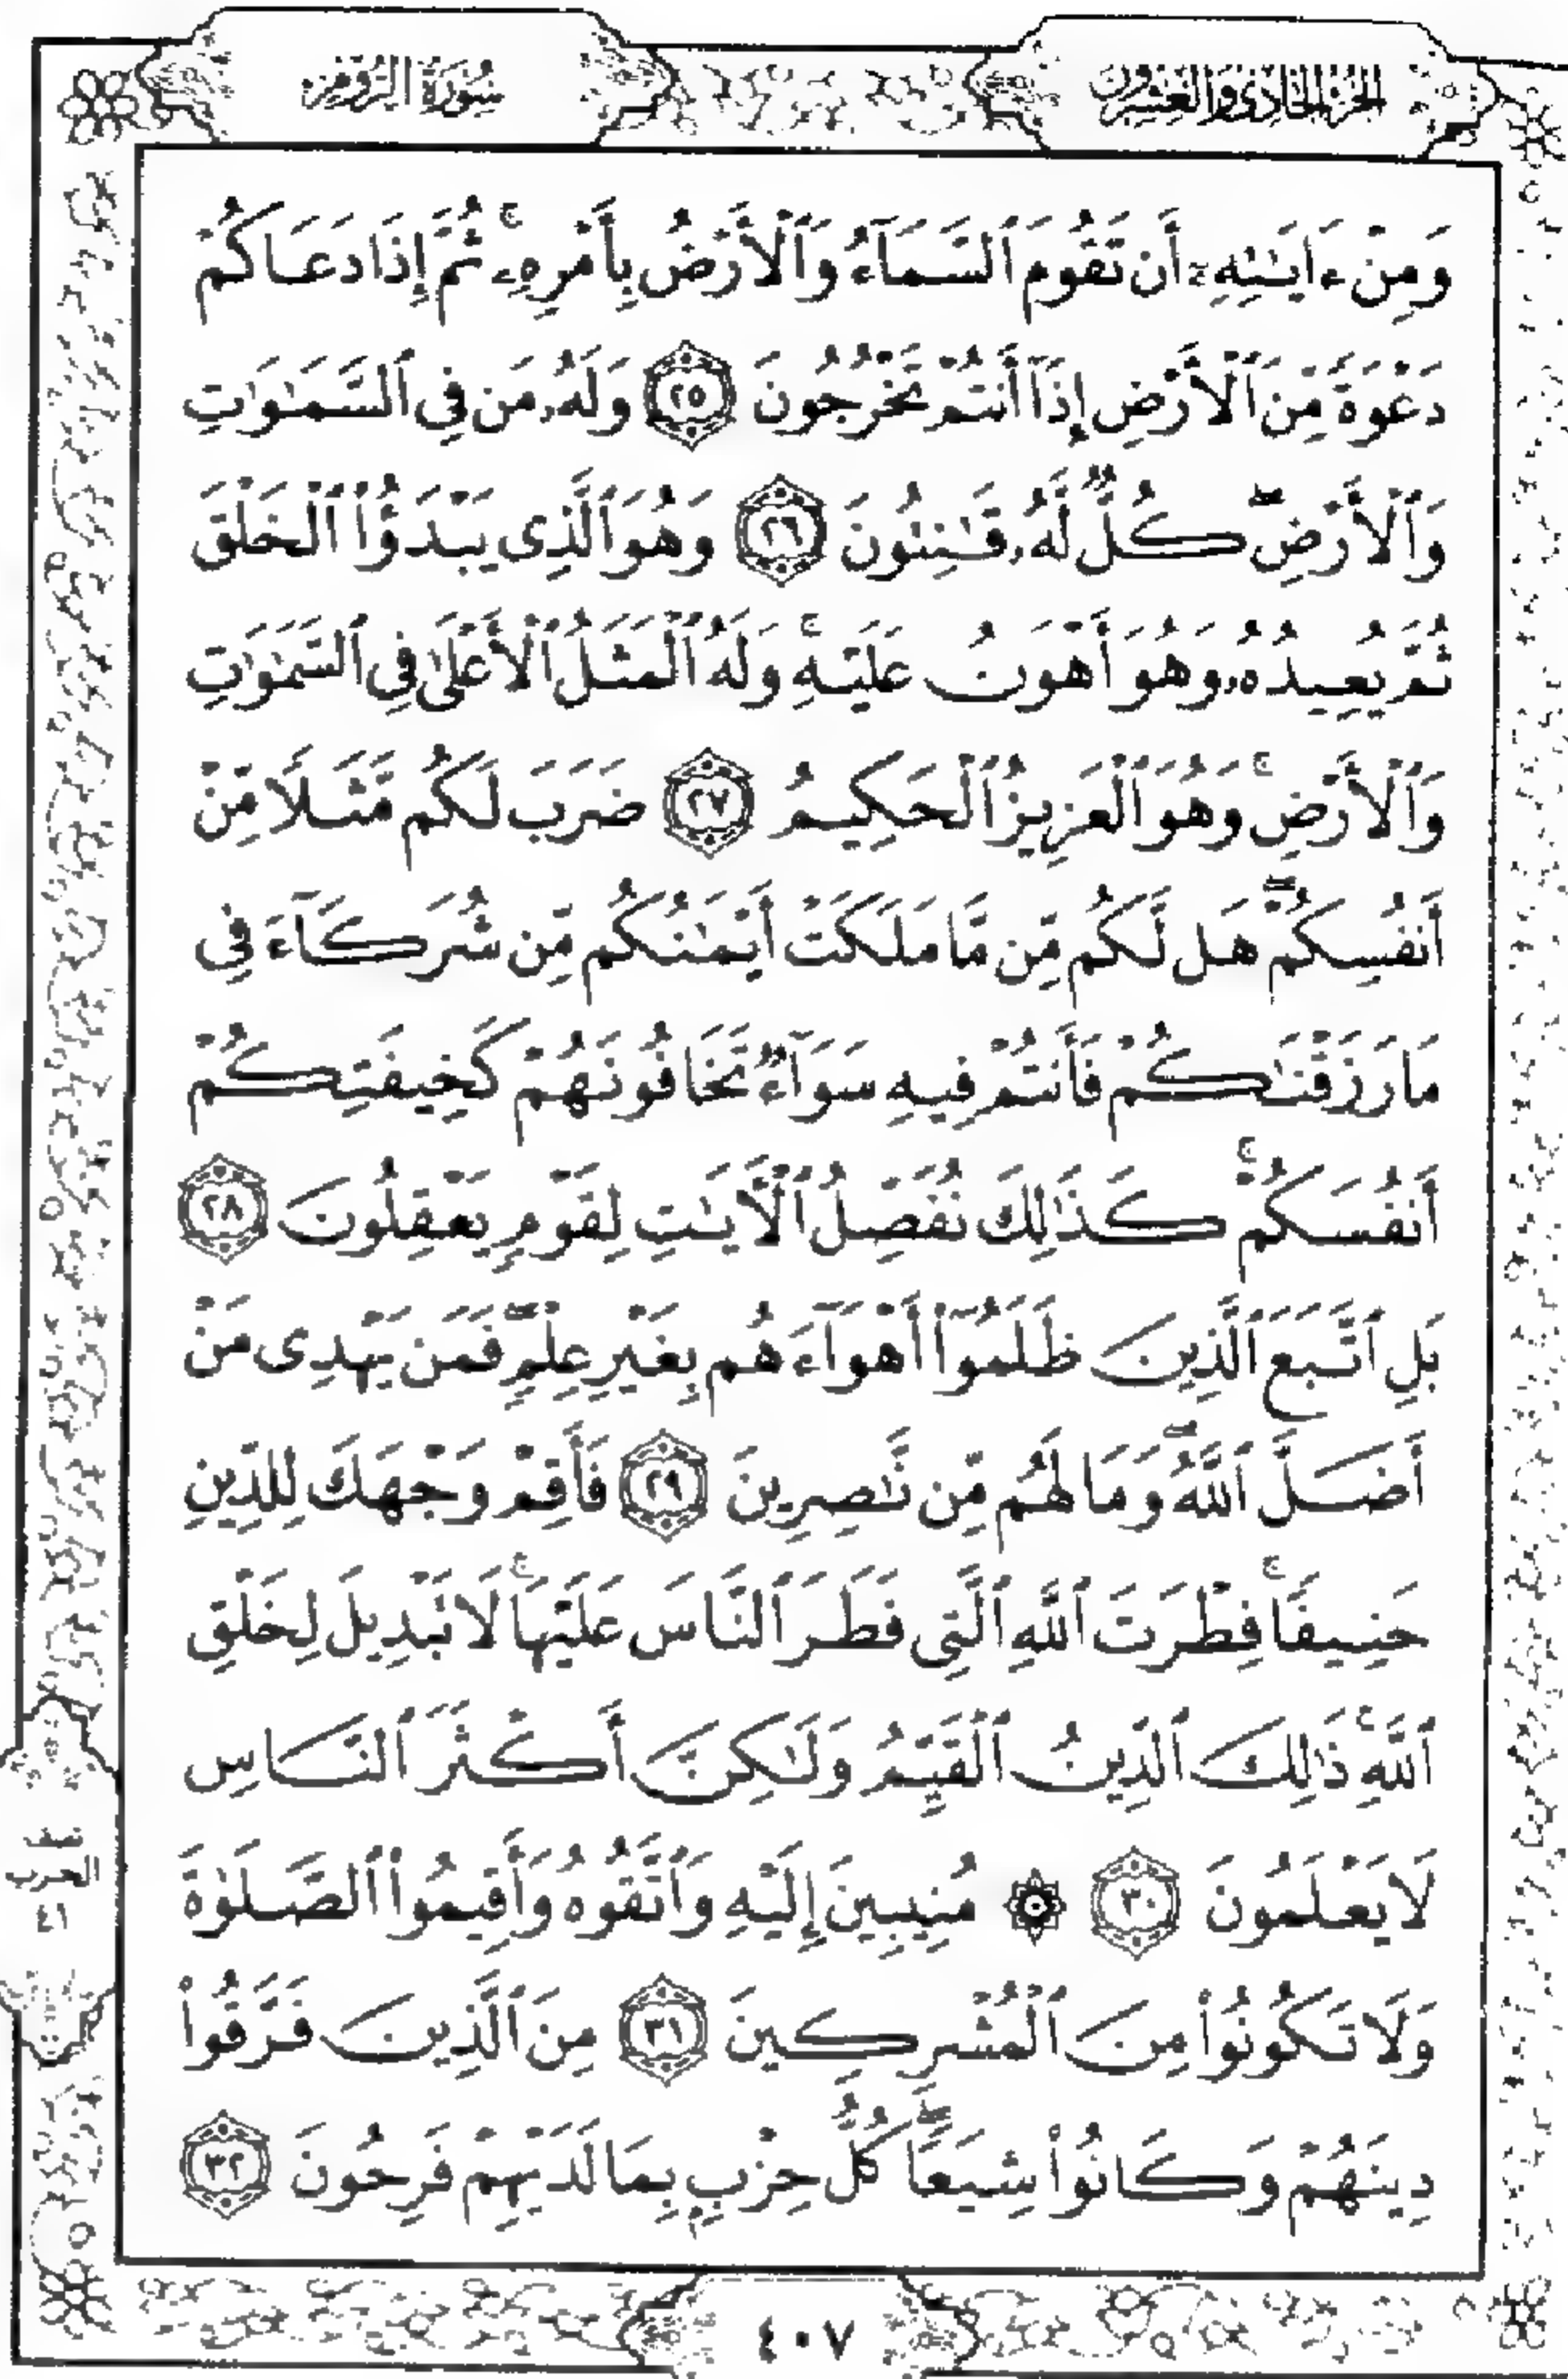 الجزء الحادي والعشرون
سورة الروم
وَمِنْ ءَايَٰتِهِۦٓ أَن تَقُومَ ٱلسَّمَآءُ وَٱلْأَرْضُ بِأَمْرِهِۦ ۚ ثُمَّ إِذَا دَعَاكُمْ
دَعْوَةً مِّنَ ٱلْأَرْضِ إِذَآ أَنتُمْ تَخْرُجُونَ ٢٥ وَلَهُۥ مَن فِى ٱلسَّمَٰوَٰتِ
وَٱلْأَرْضِ ۖ كُلٌّ لَّهُۥ قَٰنِتُونَ ٢٦ وَهُوَ ٱلَّذِى يَبْدَؤُا۟ ٱلْخَلْقَ
ثُمَّ يُعِيدُهُۥ وَهُوَ أَهْوَنُ عَلَيْهِ ۚ وَلَهُ ٱلْمَثَلُ ٱلْأَعْلَىٰ فِى ٱلسَّمَٰوَٰتِ
وَٱلْأَرْضِ ۚ وَهُوَ ٱلْعَزِيزُ ٱلْحَكِيمُ ٢٧ ضَرَبَ لَكُم مَّثَلًا مِّنْ
أَنفُسِكُمْ ۖ هَل لَّكُم مِّن مَّا مَلَكَتْ أَيْمَٰنُكُم مِّن شُرَكَآءَ فِى
مَا رَزَقْنَٰكُمْ فَأَنتُمْ فِيهِ سَوَآءٌ تَخَافُونَهُمْ كَخِيفَتِكُمْ
أَنفُسَكُمْ ۚ كَذَٰلِكَ نُفَصِّلُ ٱلْءَايَٰتِ لِقَوْمٍ يَعْقِلُونَ ٢٨
بَلِ ٱتَّبَعَ ٱلَّذِينَ ظَلَمُوٓا۟ أَهْوَآءَهُم بِغَيْرِ عِلْمٍ ۖ فَمَن يَهْدِى مَنْ
أَضَلَّ ٱللَّهُ ۖ وَمَا لَهُم مِّن نَّٰصِرِينَ ٢٩ فَأَقِمْ وَجْهَكَ لِلدِّينِ
حَنِيفًا ۚ فِطْرَتَ ٱللَّهِ ٱلَّتِى فَطَرَ ٱلنَّاسَ عَلَيْهَا ۚ لَا تَبْدِيلَ لِخَلْقِ
ٱللَّهِ ۚ ذَٰلِكَ ٱلدِّينُ ٱلْقَيِّمُ وَلَٰكِنَّ أَكْثَرَ ٱلنَّاسِ
لَا يَعْلَمُونَ ٣٠ ۞ مُنِيبِينَ إِلَيْهِ وَٱتَّقُوهُ وَأَقِيمُوا۟ ٱلصَّلَوٰةَ
وَلَا تَكُونُوا۟ مِنَ ٱلْمُشْرِكِينَ ٣١ مِنَ ٱلَّذِينَ فَرَّقُوا۟
دِينَهُمْ وَكَانُوا۟ شِيَعًا ۖ كُلُّ حِزْبٍۭ بِمَا لَدَيْهِمْ فَرِحُونَ ٣٢
الحزب
٤١
٤٠٧